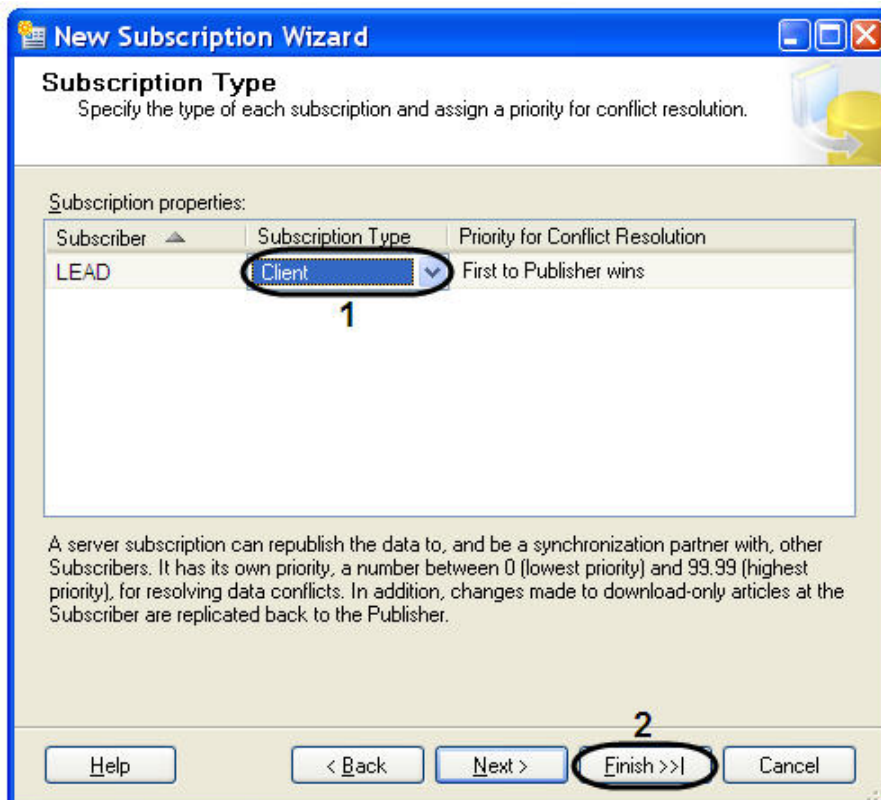 New Subscription Wizard
Subscription Type
Specify the type of each subscription and assign a priority for conflict resolution.
Subscription properties:
Subscriber Subscription Type Priority for Conflict Resolution
LEAD Client First to Publisher wins
1
A server subscription can republish the data to, and be a synchronization partner with, other
Subscribers. It has its own priority, a number between 0 (lowest priority) and 99.99 (highest
priority), for resolving data conflicts. In addition, changes made to download-only articles at the
Subscriber are replicated back to the Publisher.
2
Help < Back Next > Finish >>| Cancel